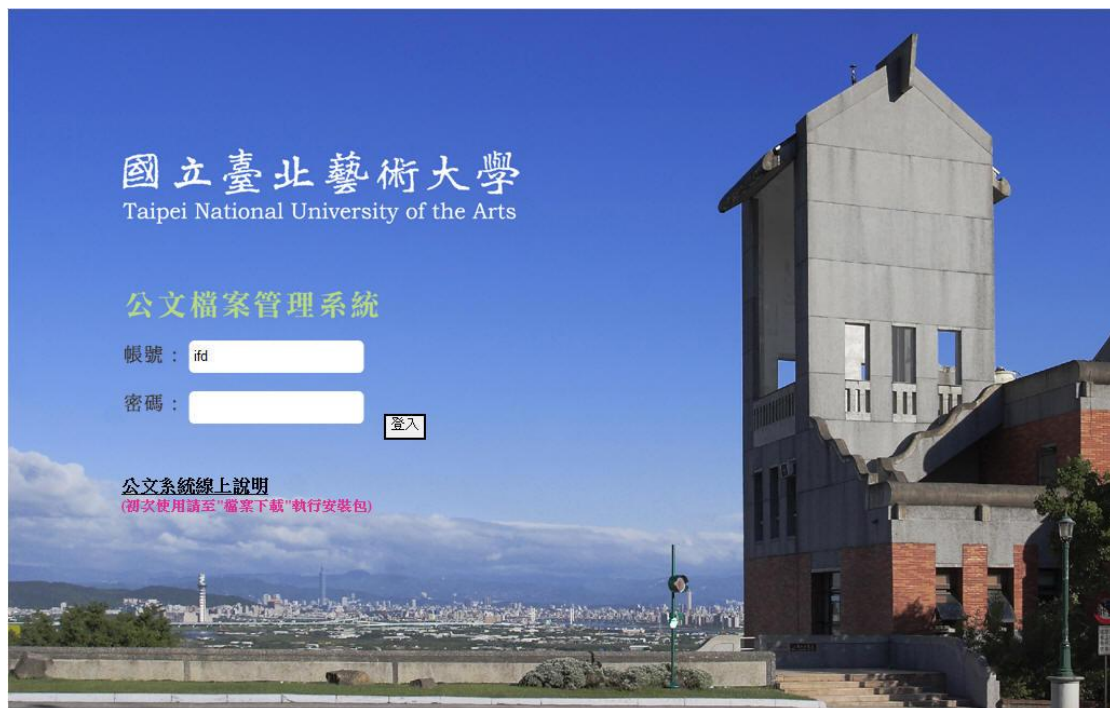 國立臺北藝術大學
Taipei National University of the Arts
公文檔案管理系統
帳號： ifd
密碼：
登入
公文系統線上說明
(初次使用請至"檔案下載"執行安裝包)